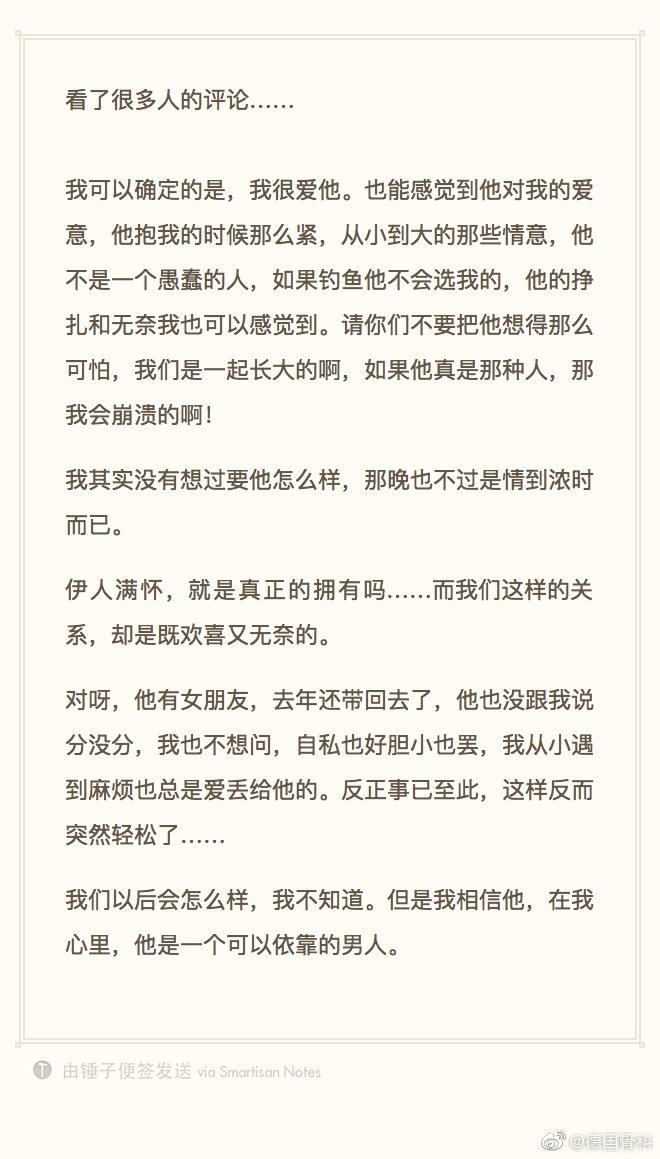 看了很多人的评论……
我可以确定的是，我很爱他。也能感觉到他对我的爱
意，他抱我的时候那么紧，从小到大的那些情意，他
不是一个愚蠢的人，如果钓鱼他不会选我的，他的挣
扎和无奈我也可以感觉到。请你们不要把他想得那么
可怕，我们是一起长大的啊，如果他真是那种人，那
我会崩溃的啊！
我其实没有想过要他怎么样，那晚也不过是情到浓时
而已。
伊人满怀，就是真正的拥有吗……而我们这样的关
系，却是既欢喜又无奈的。
对呀，他有女朋友，去年还带回去了，他也没跟我说
分没分，我也不想问，自私也好胆小也罢，我从小遇
到麻烦也总是爱丢给他的。反正事已至此，这样反而
突然轻松了……
我们以后会怎么样，我不知道。但是我相信他，在我
心里，他是一个可以依靠的男人。
T 由锤子便签发送 via Smartisan Notes
@德国骨科